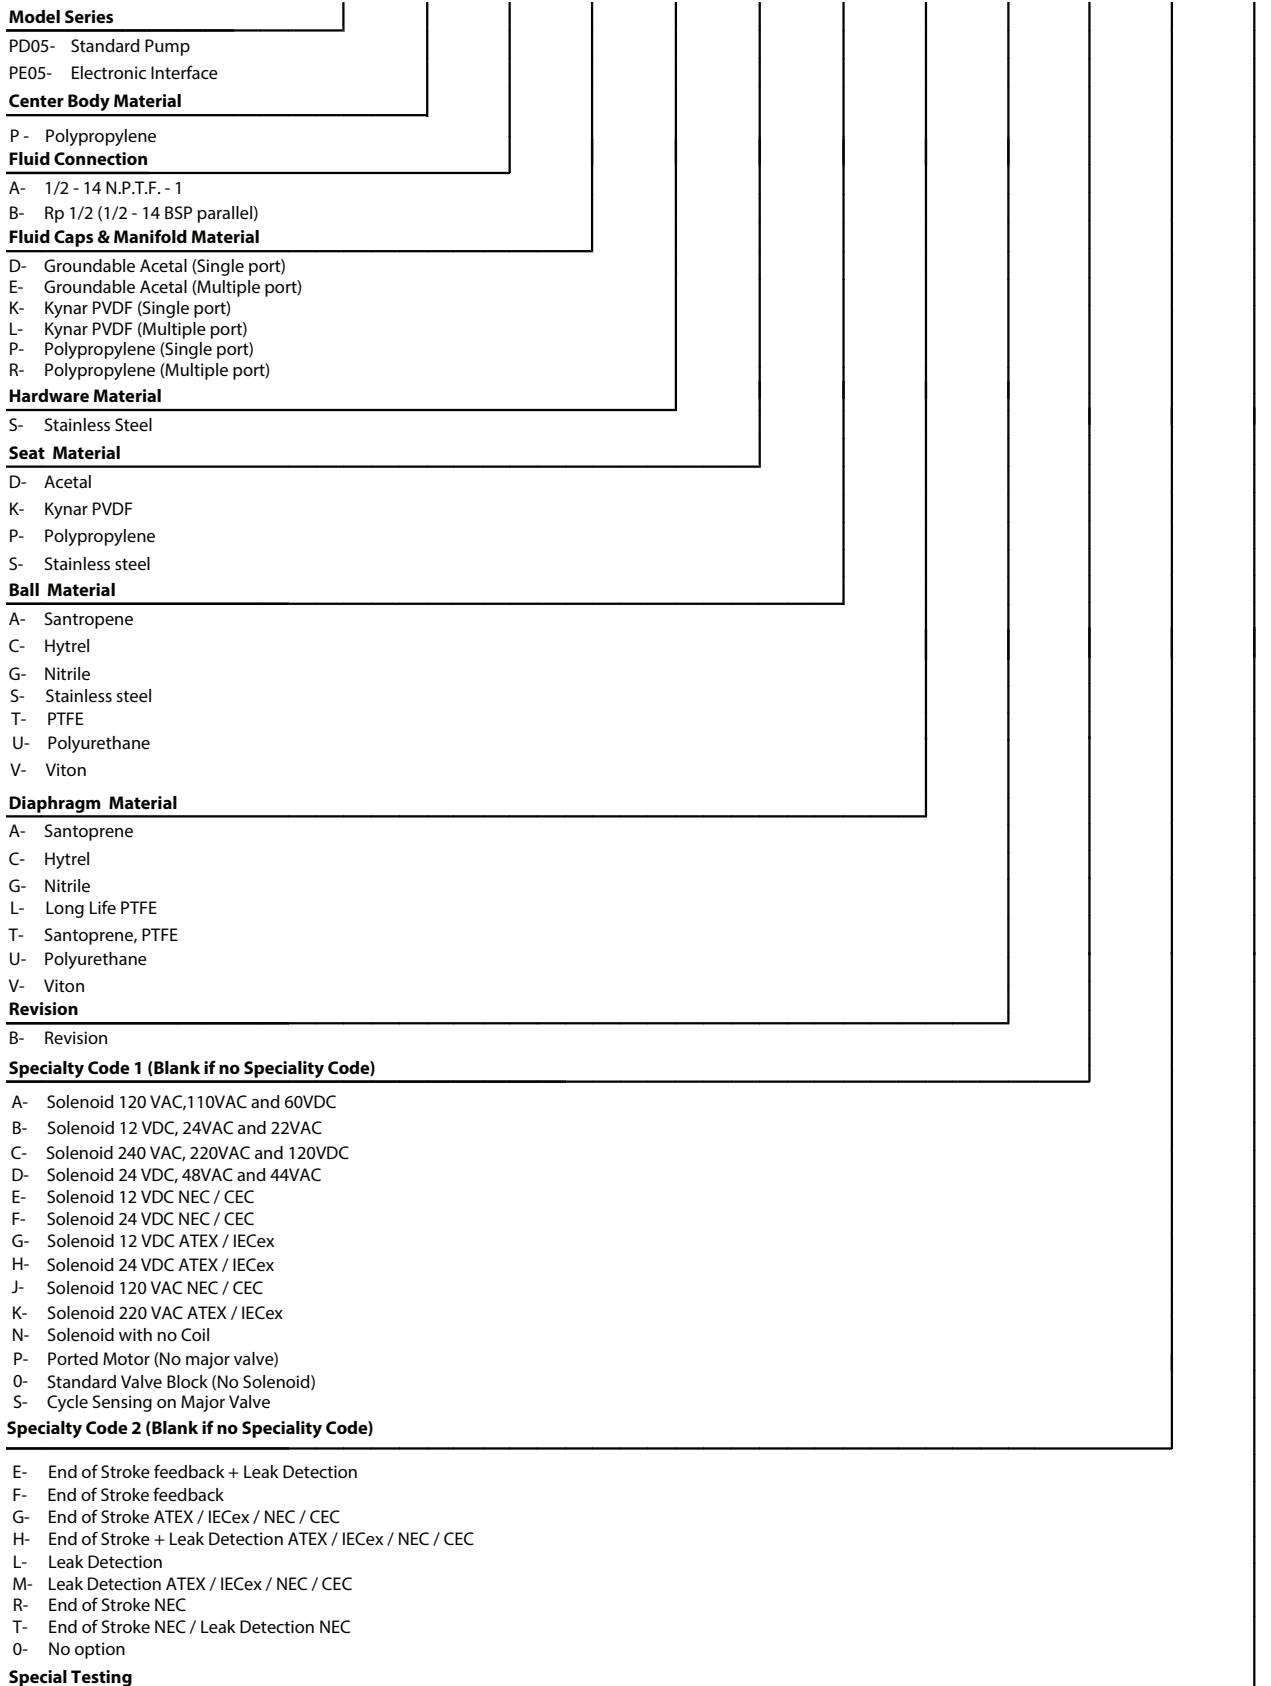 Model Series
PD05- Standard Pump
PE05- Electronic Interface
Center Body Material
P - Polypropylene
Fluid Connection
A- 1/2 - 14 N.P.T.F. - 1
B- Rp 1/2 (1/2 - 14 BSP parallel)
Fluid Caps & Manifold Material
D- Groundable Acetal (Single port)
E- Groundable Acetal (Multiple port)
K- Kynar PVDF (Single port)
L- Kynar PVDF (Multiple port)
P- Polypropylene (Single port)
R- Polypropylene (Multiple port)
Hardware Material
S- Stainless Steel
Seat Material
D- Acetal
K- Kynar PVDF
P- Polypropylene
S- Stainless steel
Ball Material
A- Santropene
C- Hytrel
G- Nitrile
S- Stainless steel
T- PTFE
U- Polyurethane
V- Viton
Diaphragm Material
A- Santoprene
C- Hytrel
G- Nitrile
L- Long Life PTFE
T- Santoprene, PTFE
U- Polyurethane
V- Viton
Revision
B- Revision
Specialty Code 1 (Blank if no Speciality Code)
A- Solenoid 120 VAC,110VAC and 60VDC
B- Solenoid 12 VDC, 24VAC and 22VAC
C- Solenoid 240 VAC, 220VAC and 120VDC
D- Solenoid 24 VDC, 48VAC and 44VAC
E- Solenoid 12 VDC NEC / CEC
F- Solenoid 24 VDC NEC / CEC
G- Solenoid 12 VDC ATEX / IECex
H- Solenoid 24 VDC ATEX / IECex
J- Solenoid 120 VAC NEC / CEC
K- Solenoid 220 VAC ATEX / IECex
N- Solenoid with no Coil
P- Ported Motor (No major valve)
0- Standard Valve Block (No Solenoid)
S- Cycle Sensing on Major Valve
Specialty Code 2 (Blank if no Speciality Code)
E- End of Stroke feedback + Leak Detection
F- End of Stroke feedback
G- End of Stroke ATEX / IECex / NEC / CEC
H- End of Stroke + Leak Detection ATEX / IECex / NEC / CEC
L- Leak Detection
M- Leak Detection ATEX / IECex / NEC / CEC
R- End of Stroke NEC
T- End of Stroke NEC / Leak Detection NEC
0- No option
Special Testing